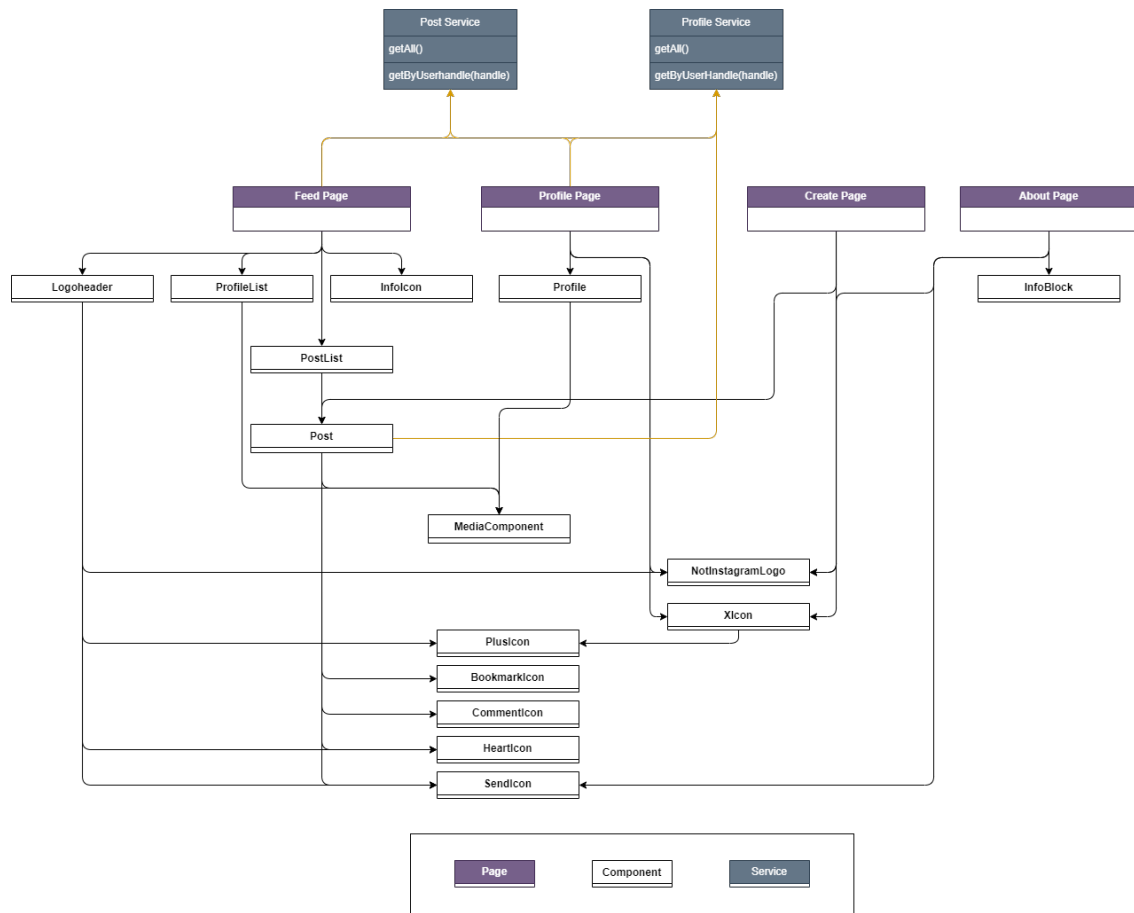 Post Service
getAll()
getByUserhandle(handle)
Profile Service
getAll()
getByUserHandle(handle)
Feed Page
Profile Page
Create Page
About Page
Logoheader
ProfileList
InfoIcon
Profile
InfoBlock
PostList
Post
MediaComponent
NotInstagramLogo
XIcon
PlusIcon
BookmarkIcon
CommentIcon
HeartIcon
SendIcon
Page
Component
Service